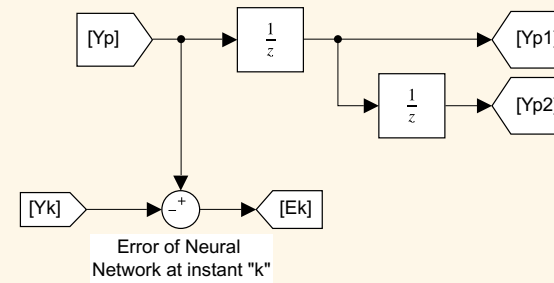 [Yp]
1
z
[Yp1]
1
z
[Yp2]
[Yk]
- +
[Ek]
Error of Neural
Network at instant "k"